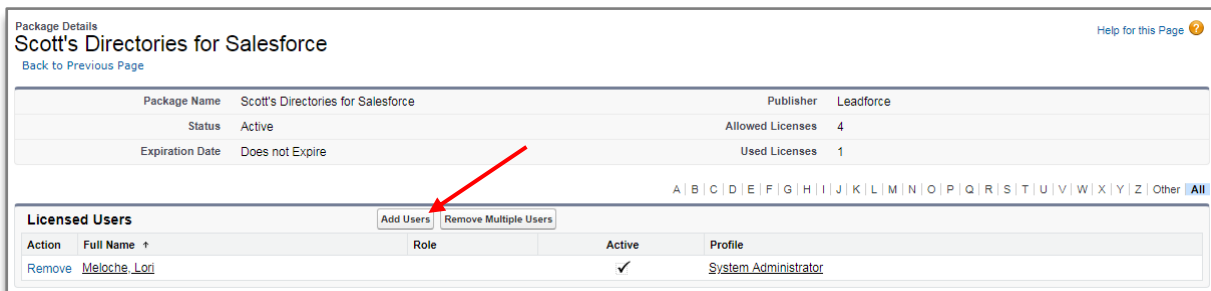 Package Details
Scott's Directories for Salesforce
Back to Previous Page
Help for this Page
Package Name Scott's Directories for Salesforce Publisher Leadforce
Status Active Allowed Licenses 4
Expiration Date Does not Expire Used Licenses 1
A | B | C | D | E | F | G | H | I | J | K | L | M | N | O | P | Q | R | S | T | U | V | W | X | Y | Z | Other All
Licensed Users Add Users Remove Multiple Users
Action Full Name ↑ Role Active Profile
Remove Meloche, Lori ✓ System Administrator